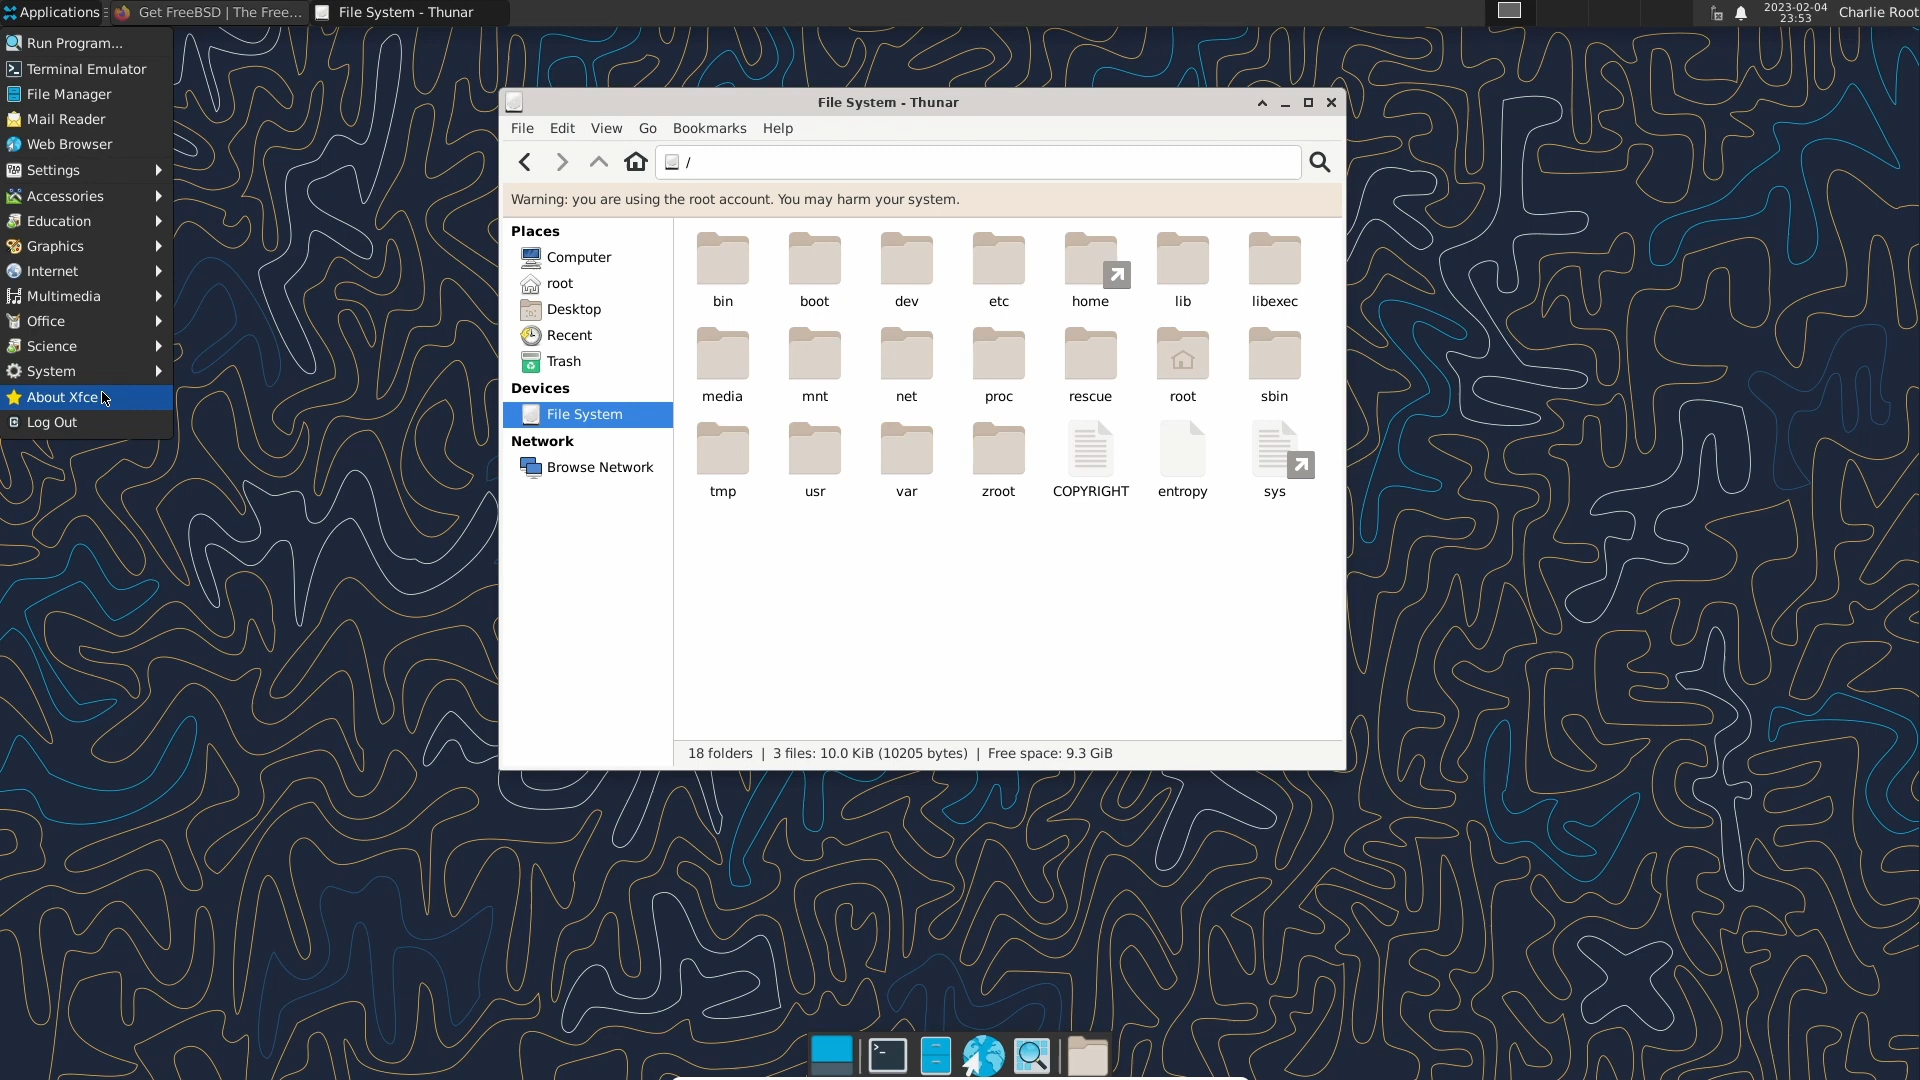 Applications
Get FreeBSD | The Free...
File System - Thunar
2023-02-04
23:53
Charlie Root
Run Program...
Terminal Emulator
File Manager
Mail Reader
Web Browser
Settings
Accessories
Education
Graphics
Internet
Multimedia
Office
Science
System
About Xfce
Log Out
File System - Thunar
File Edit View Go Bookmarks Help
/
Warning: you are using the root account. You may harm your system.
Places
Computer
root
Desktop
Recent
Trash
Devices
File System
Network
Browse Network
bin boot dev etc home lib libexec
media mnt net proc rescue root sbin
tmp usr var zroot COPYRIGHT entropy sys
18 folders | 3 files: 10.0 KiB (10205 bytes) | Free space: 9.3 GiB